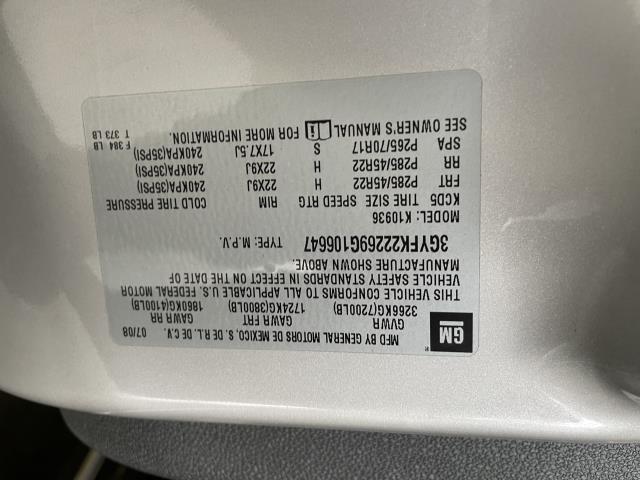 GM
MFD BY GENERAL MOTORS DE MEXICO, S. DE R.L. DE C.V.
07/08 GVWR GAWR FRT GAWR RR
3266KG(7200LB) 1724KG(3800LB) 1860KG(4100LB)
THIS VEHICLE CONFORMS TO ALL APPLICABLE U.S. FEDERAL MOTOR
VEHICLE SAFETY STANDARDS IN EFFECT ON THE DATE OF
MANUFACTURE SHOWN ABOVE.
3GYFK22269G106647 TYPE: M.P.V.
MODEL: K10936
KCD5 TIRE SIZE SPEED RTG RIM COLD TIRE PRESSURE
FRT P285/45R22 H 22X9J 240KPA(35PSI)
RR P285/45R22 H 22X9J 240KPA(35PSI)
SPA P265/70R17 S 17X7.5J 240KPA(35PSI)
SEE OWNER'S MANUAL FOR MORE INFORMATION.
F 384 LB
T 373 LB